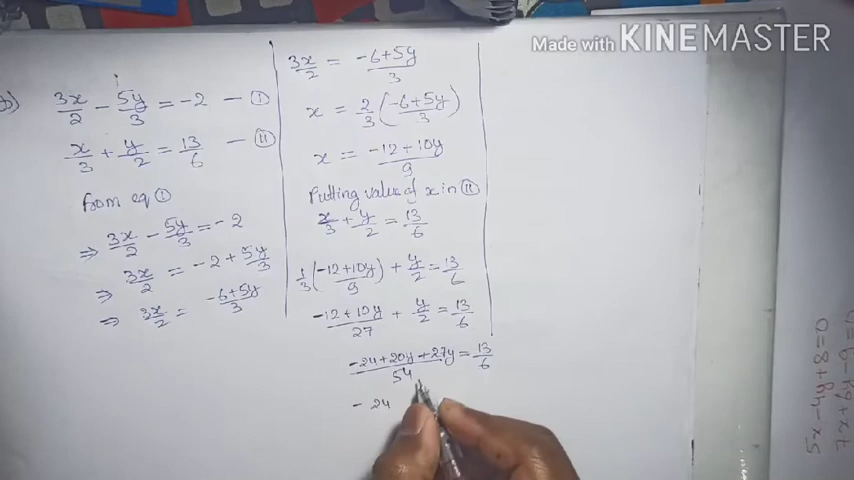 Made with KINEMASTER
b)
3x/2 - 5y/3 = -2 — (I)
x/3 + y/2 = 13/6 — (II)
from eq (I)
⇒ 3x/2 - 5y/3 = -2
⇒ 3x/2 = -2 + 5y/3
⇒ 3x/2 = -6+5y/3
3x/2 = -6+5y/3
x = 2/3(-6+5y/3)
x = -12+10y/9
Putting value of x in (II)
x/3 + y/2 = 13/6
1/3(-12+10y/9) + y/2 = 13/6
-12+10y/27 + y/2 = 13/6
-24+20y+27y/54 = 13/6
- 24
5x-4y+8=0
7x+6y-9=0